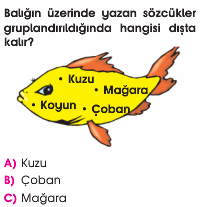 Balığın üzerinde yazan sözcükler
gruplandırıldığında hangisi dışta
kalır?
• Kuzu
• Mağara
• Koyun
• Çoban
A) Kuzu
B) Çoban
C) Mağara